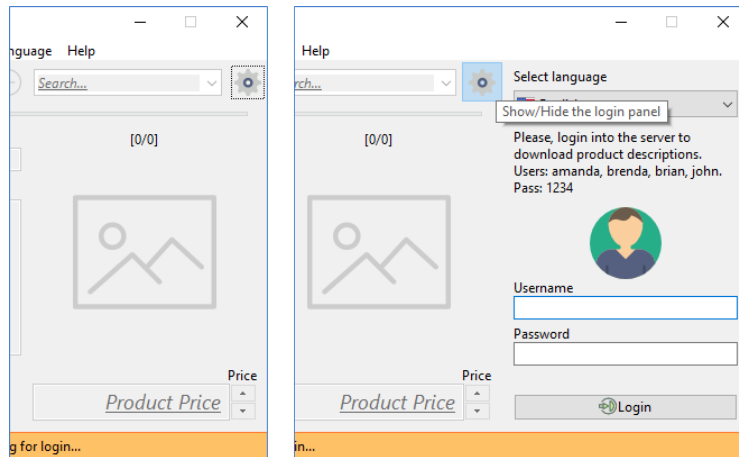 nguage Help
Search...
[0/0]
Price
Product Price
g for login...
Help
rch...
Select language
Show/Hide the login panel
[0/0]
Please, login into the server to
download product descriptions.
Users: amanda, brenda, brian, john.
Pass: 1234
Username
Password
Price
Product Price
Login
in...